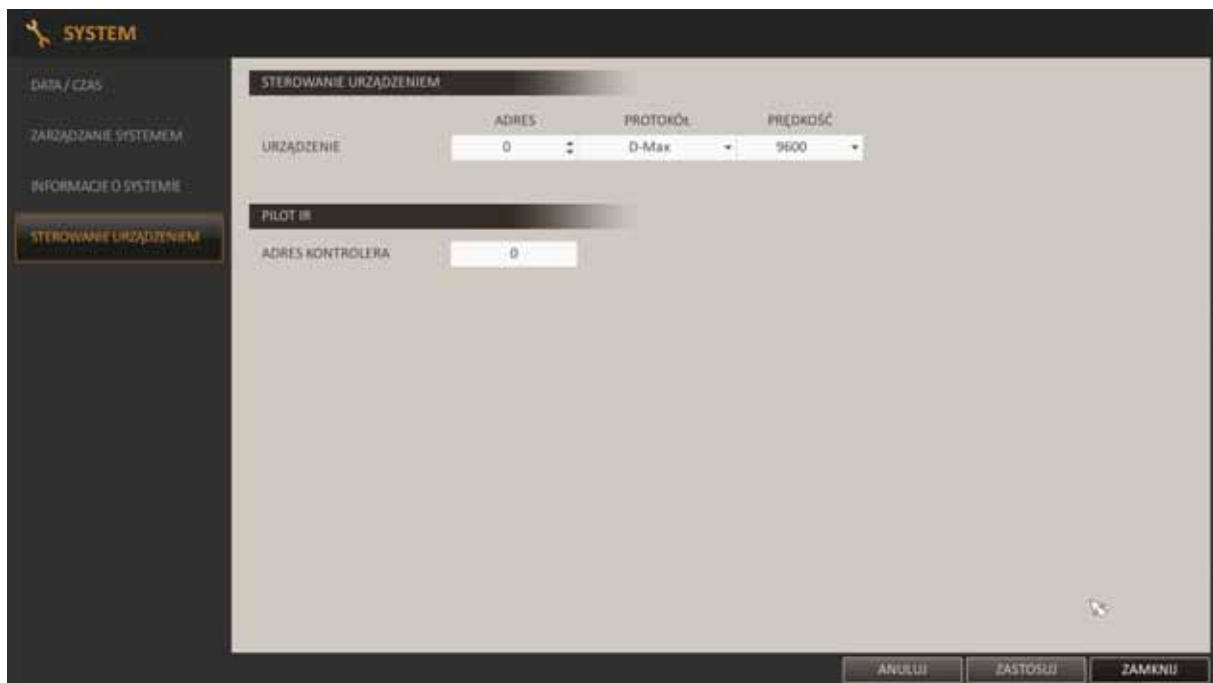 SYSTEM
DATA / CZAS
ZARZĄDZANIE SYSTEMEM
INFORMACJE O SYSTEMIE
STEROWANIE URZĄDZENIEM
STEROWANIE URZĄDZENIEM
ADRES PROTOKÓŁ PRĘDKOŚĆ
URZĄDZENIE 0 D-Max 9600
PILOT IR
ADRES KONTROLERA 0
ANULUJ ZASTOSUJ ZAMKNIJ